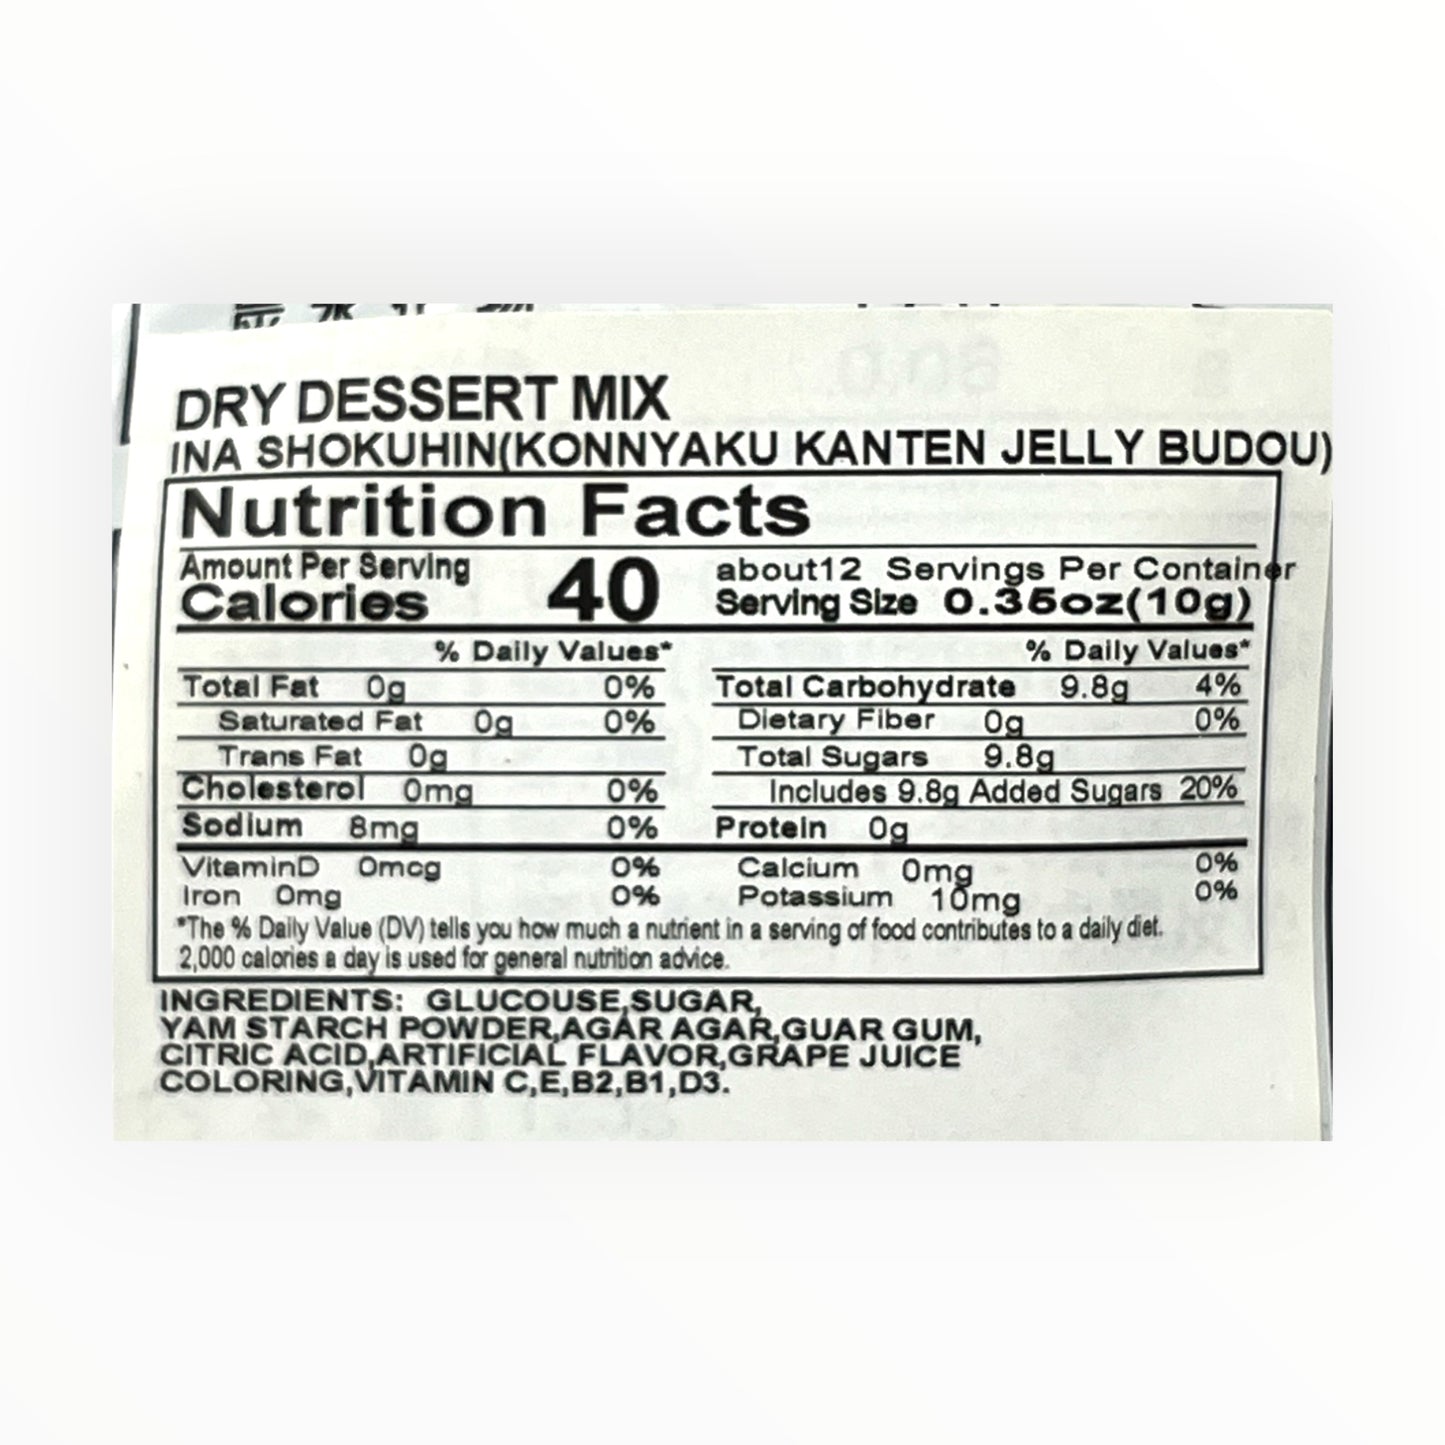 DRY DESSERT MIX
INA SHOKUHIN(KONNYAKU KANTEN JELLY BUDOU)
Nutrition Facts
Amount Per Serving
Calories 40
about12 Servings Per Container
Serving Size 0.35oz(10g)
% Daily Values*
Total Fat 0g 0%
Saturated Fat 0g 0%
Trans Fat 0g
Cholesterol 0mg 0%
Sodium 8mg 0%
% Daily Values*
Total Carbohydrate 9.8g 4%
Dietary Fiber 0g 0%
Total Sugars 9.8g
Includes 9.8g Added Sugars 20%
Protein 0g
VitaminD 0mcg 0%
Calcium 0mg 0%
Iron 0mg 0%
Potassium 10mg 0%
*The % Daily Value (DV) tells you how much a nutrient in a serving of food contributes to a daily diet.
2,000 calories a day is used for general nutrition advice.
INGREDIENTS: GLUCOUSE,SUGAR,
YAM STARCH POWDER,AGAR AGAR,GUAR GUM,
CITRIC ACID,ARTIFICIAL FLAVOR,GRAPE JUICE
COLORING,VITAMIN C,E,B2,B1,D3.